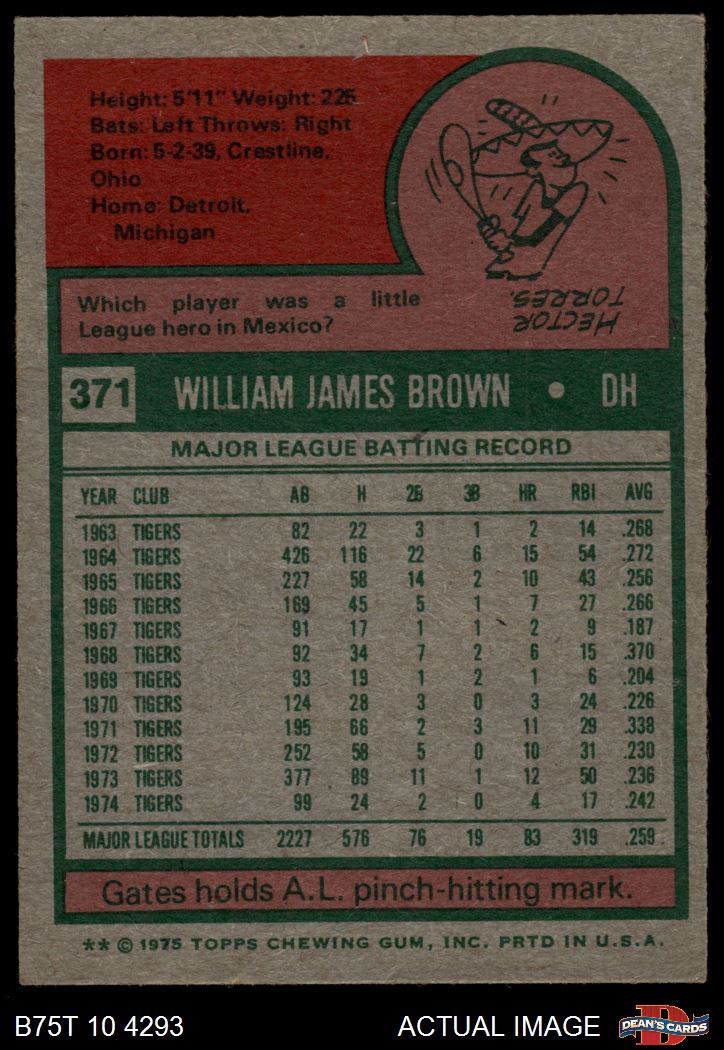 Height: 5'11" Weight: 225
Bats: Left Throws: Right
Born: 5-2-39, Crestline,
Ohio
Home: Detroit,
Michigan
Which player was a little
League hero in Mexico?
HECTOR
TORRES.
371 WILLIAM JAMES BROWN • DH
MAJOR LEAGUE BATTING RECORD
YEAR CLUB AB H 2B 3B HR RBI AVG
1963 TIGERS 82 22 3 1 2 14 .268
1964 TIGERS 426 116 22 6 15 54 .272
1965 TIGERS 227 58 14 2 10 43 .256
1966 TIGERS 169 45 5 1 7 27 .266
1967 TIGERS 91 17 1 1 2 9 .187
1968 TIGERS 92 34 7 2 6 15 .370
1969 TIGERS 93 19 1 2 1 6 .204
1970 TIGERS 124 28 3 0 3 24 .226
1971 TIGERS 195 66 2 3 11 29 .338
1972 TIGERS 252 58 5 0 10 31 .230
1973 TIGERS 377 89 11 1 12 50 .236
1974 TIGERS 99 24 2 0 4 17 .242
MAJOR LEAGUE TOTALS 2227 576 76 19 83 319 .259
Gates holds A.L. pinch-hitting mark.
** © 1975 TOPPS CHEWING GUM, INC. PRTD IN U.S.A.
B75T 10 4293 ACTUAL IMAGE D DEAN'S CARDS